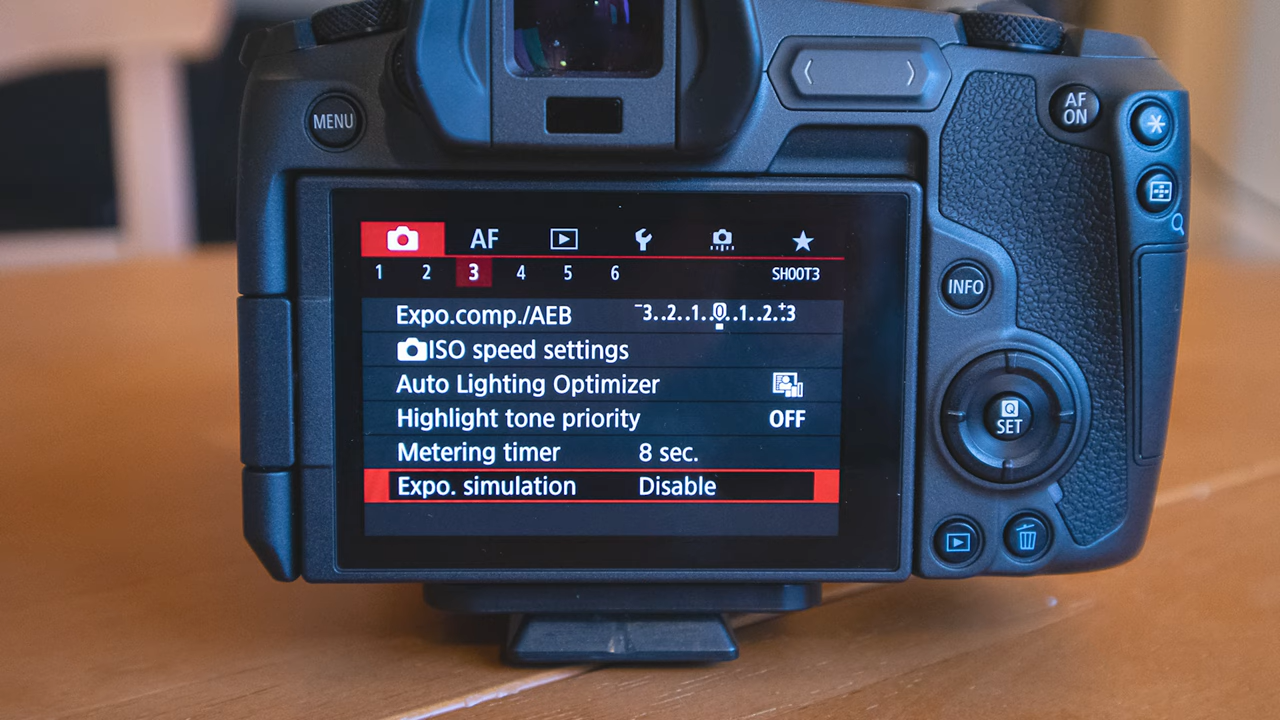 MENU
AF ON
INFO
Q
SET
AF
1 2 3 4 5 6 SHOOT3
Expo.comp./AEB -3..2..1..0..1..2..+3
ISO speed settings
Auto Lighting Optimizer
Highlight tone priority OFF
Metering timer 8 sec.
Expo. simulation Disable